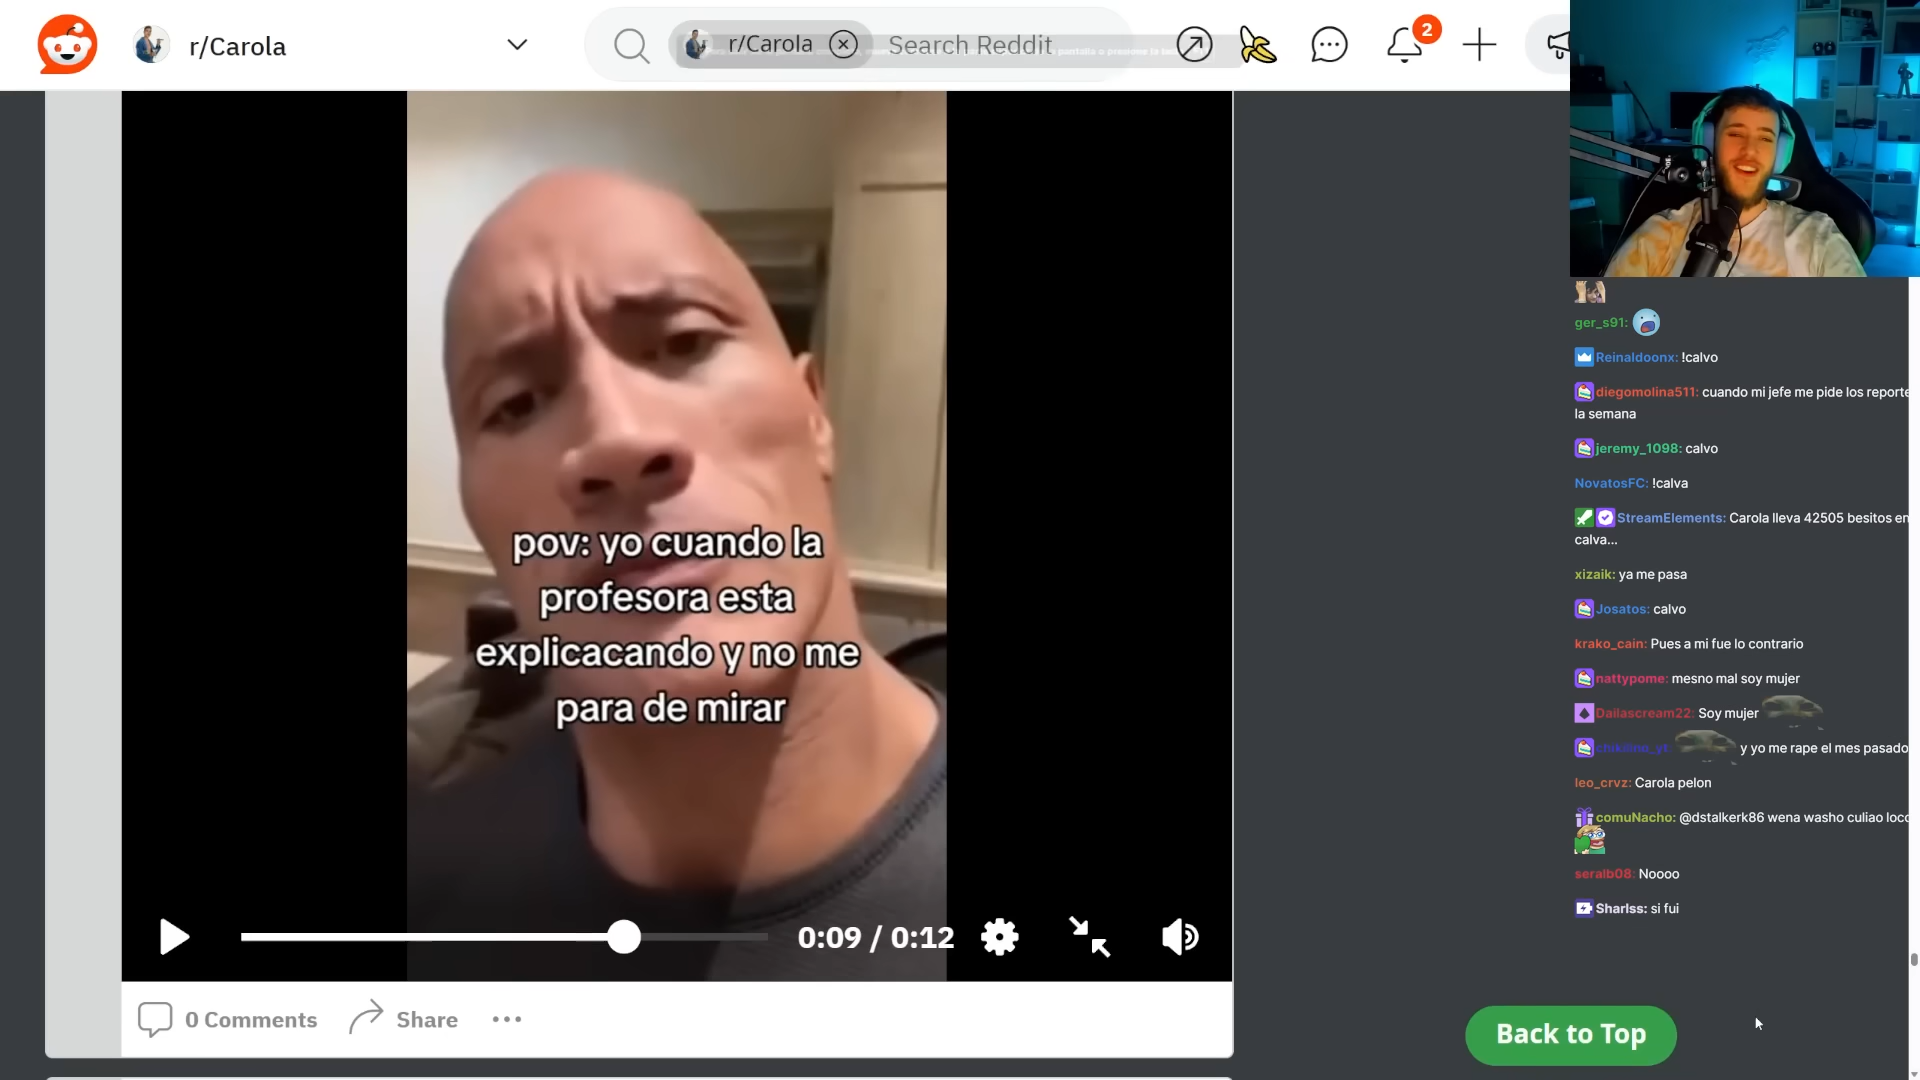 r/Carola
r/Carola
Search Reddit
2
pov: yo cuando la
profesora esta
explicacando y no me
para de mirar
0:09 / 0:12
0 Comments
Share
Back to Top
ger_s91:
Reinaldoonx: !calvo
diegomolina511: cuando mi jefe me pide los reporte
la semana
jeremy_1098: calvo
NovatosFC: !calva
StreamElements: Carola lleva 42505 besitos en
calva...
xizaik: ya me pasa
Josatos: calvo
krako_cain: Pues a mi fue lo contrario
nattypome: mesno mal soy mujer
Dailascream22: Soy mujer
y yo me rape el mes pasado
leo_crvz: Carola pelon
comuNacho: @dstalkerk86 wena washo culiao loco
seralb08: Noooo
Sharlss: si fui